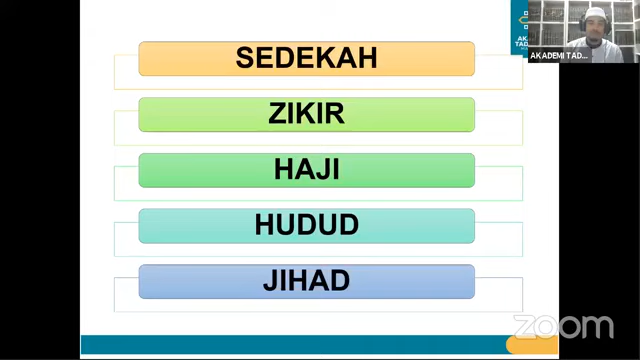 SEDEKAH
ZIKIR
HAJI
HUDUD
JIHAD
AKADEMI TAD...
zoom